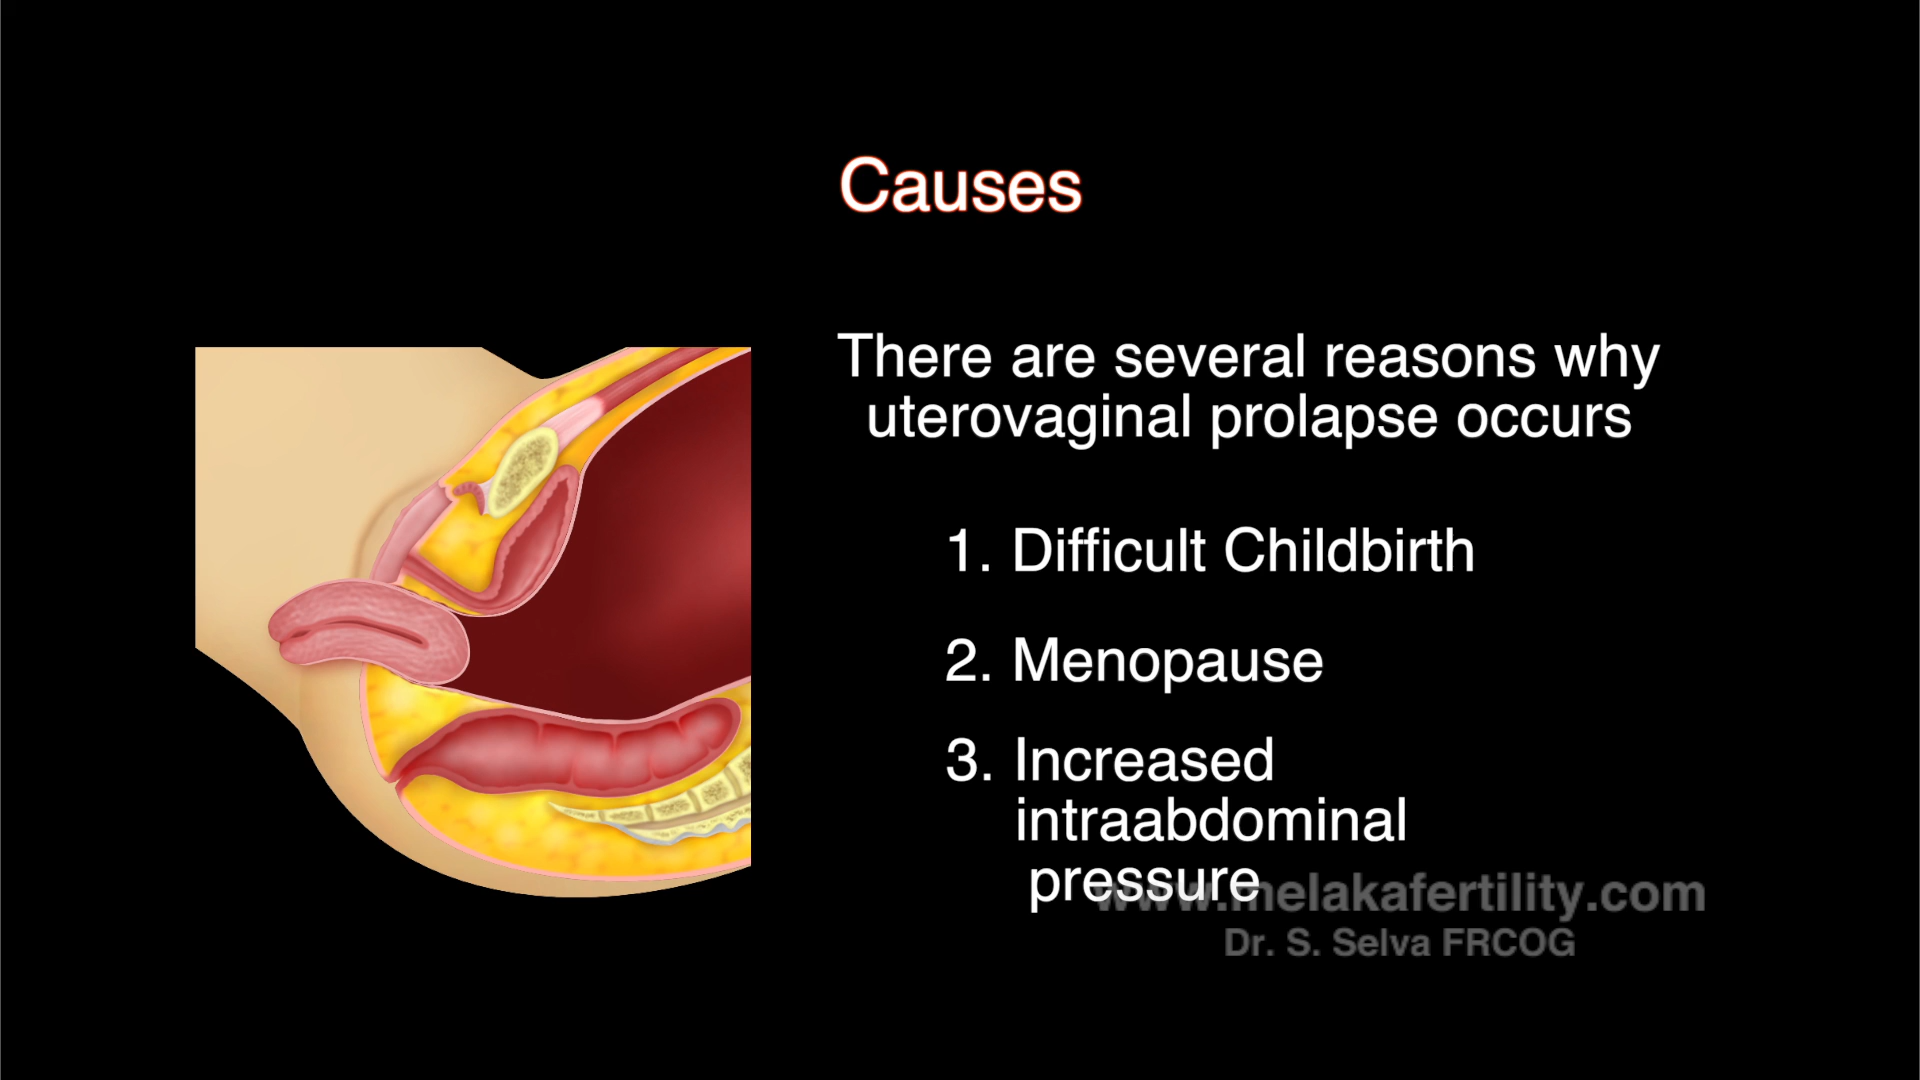 Causes
There are several reasons why
uterovaginal prolapse occurs
1. Difficult Childbirth
2. Menopause
3. Increased
intraabdominal
pressure
www.melakafertility.com
Dr. S. Selva FRCOG